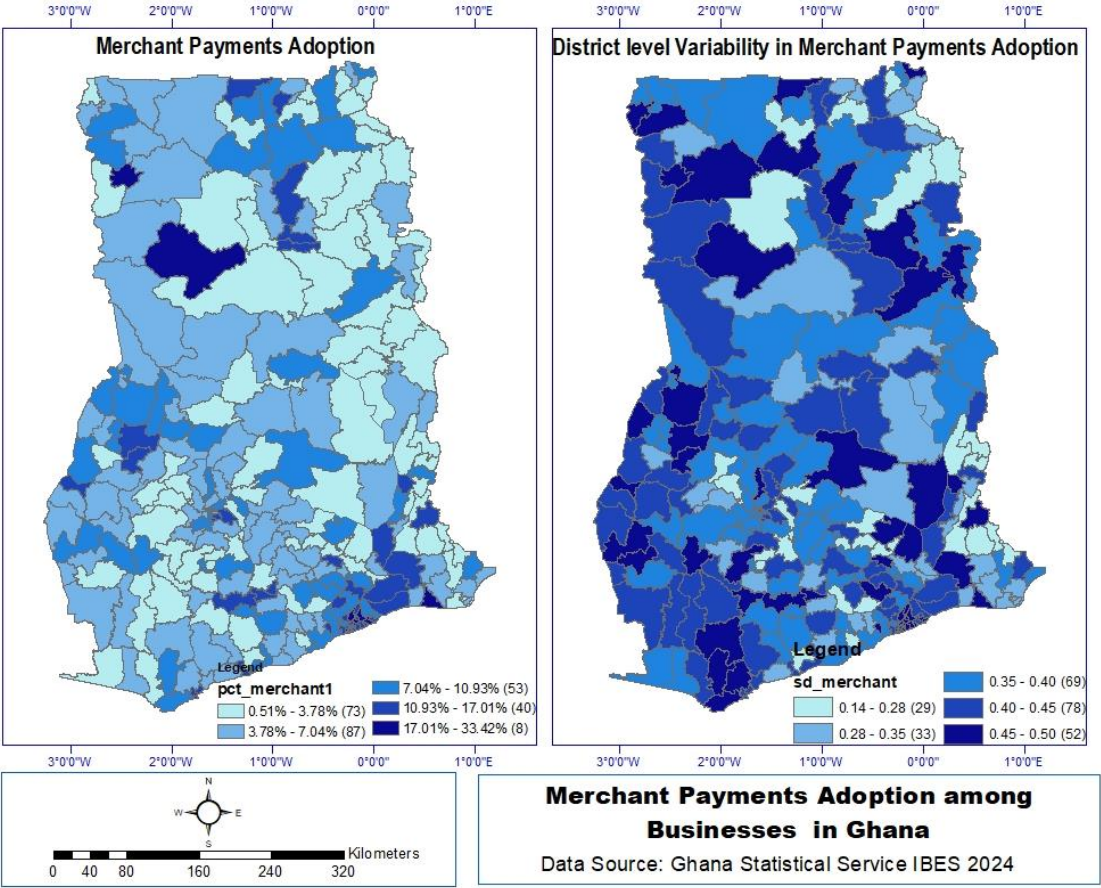 3°0'0"W 2°0'0"W 1°0'0"W 0°0'0" 1°0'0"E
Merchant Payments Adoption
Legend
pct_merchant1
0.51% - 3.78% (73)
3.78% - 7.04% (87)
7.04% - 10.93% (53)
10.93% - 17.01% (40)
17.01% - 33.42% (8)
3°0'0"W 2°0'0"W 1°0'0"W 0°0'0" 1°0'0"E
3°0'0"W 2°0'0"W 1°0'0"W 0°0'0" 1°0'0"E
District level Variability in Merchant Payments Adoption
Legend
sd_merchant
0.14 - 0.28 (29)
0.28 - 0.35 (33)
0.35 - 0.40 (69)
0.40 - 0.45 (78)
0.45 - 0.50 (52)
3°0'0"W 2°0'0"W 1°0'0"W 0°0'0" 1°0'0"E
N
W E
S
Kilometers
0 40 80 160 240 320
Merchant Payments Adoption among
Businesses in Ghana
Data Source: Ghana Statistical Service IBES 2024